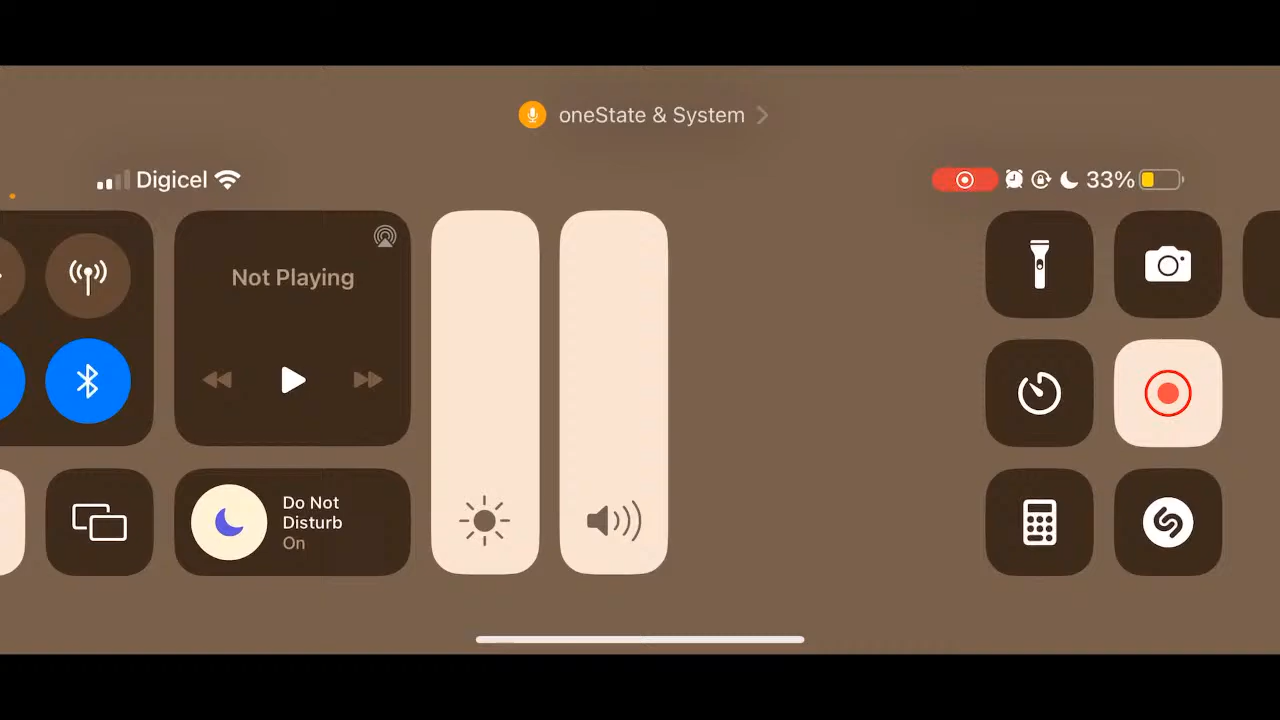 oneState & System
Digicel
33%
Not Playing
Do Not
Disturb
On